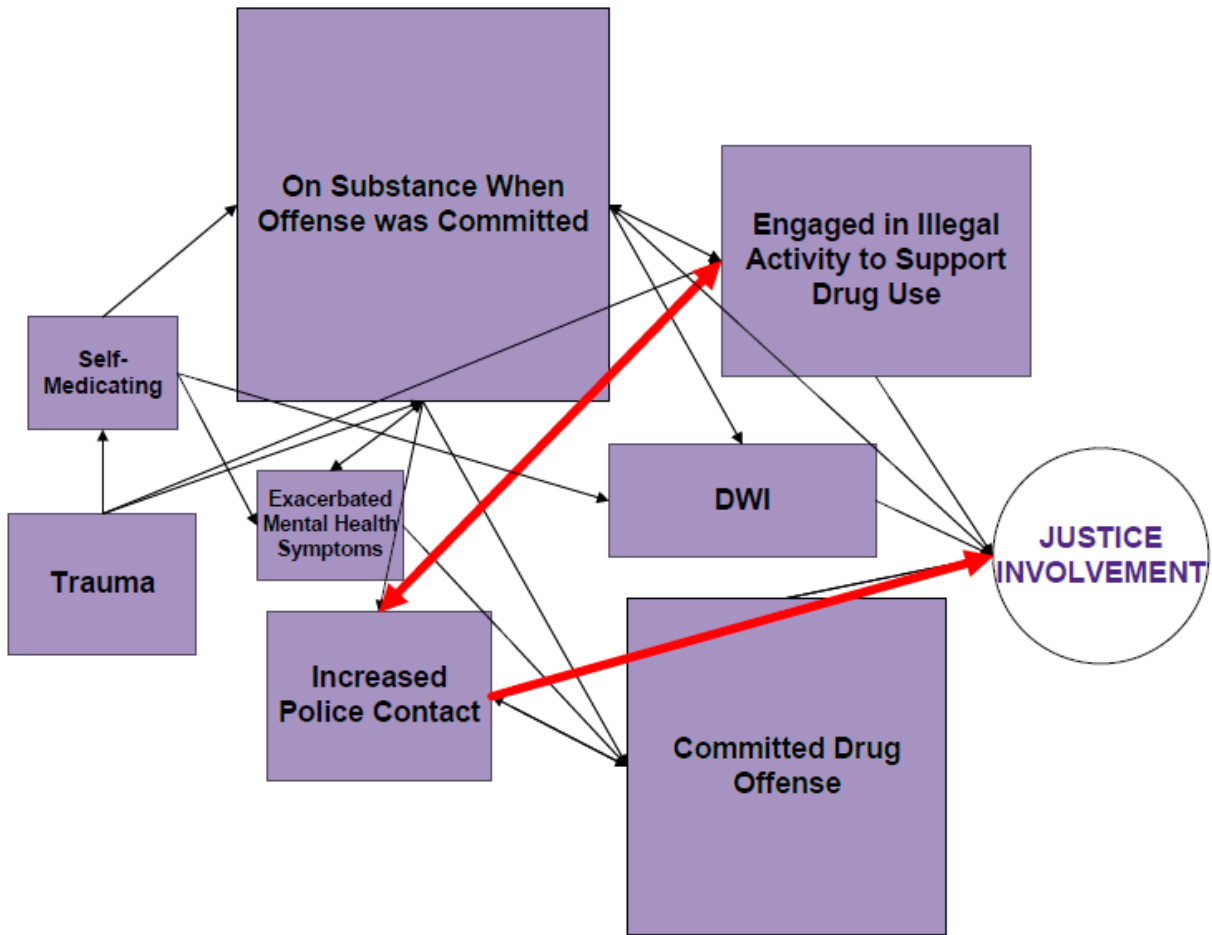 On Substance When
Offense was Committed
Engaged in Illegal
Activity to Support
Drug Use
Self-
Medicating
Exacerbated
Mental Health
Symptoms
DWI
JUSTICE
INVOLVEMENT
Trauma
Increased
Police Contact
Committed Drug
Offense